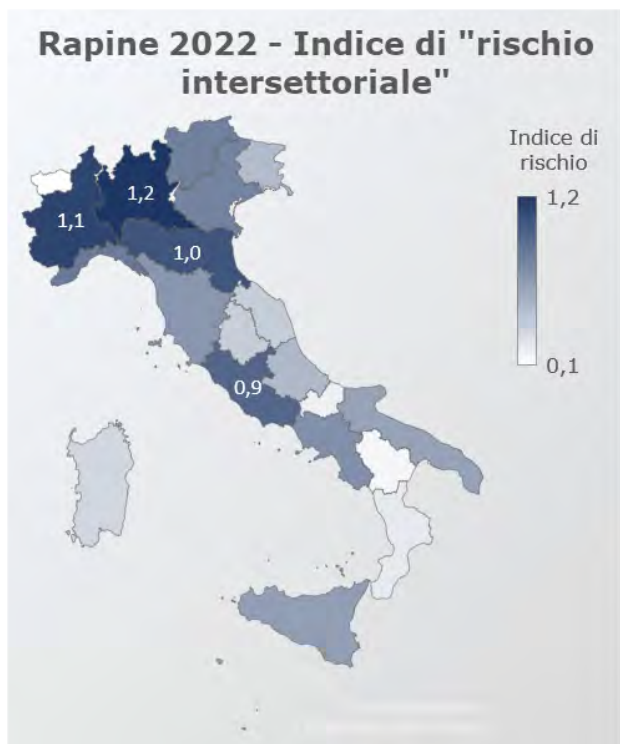 Rapine 2022 - Indice di "rischio
intersettoriale"
Indice di
rischio
1,2
0,1
1,2
1,1
1,0
0,9